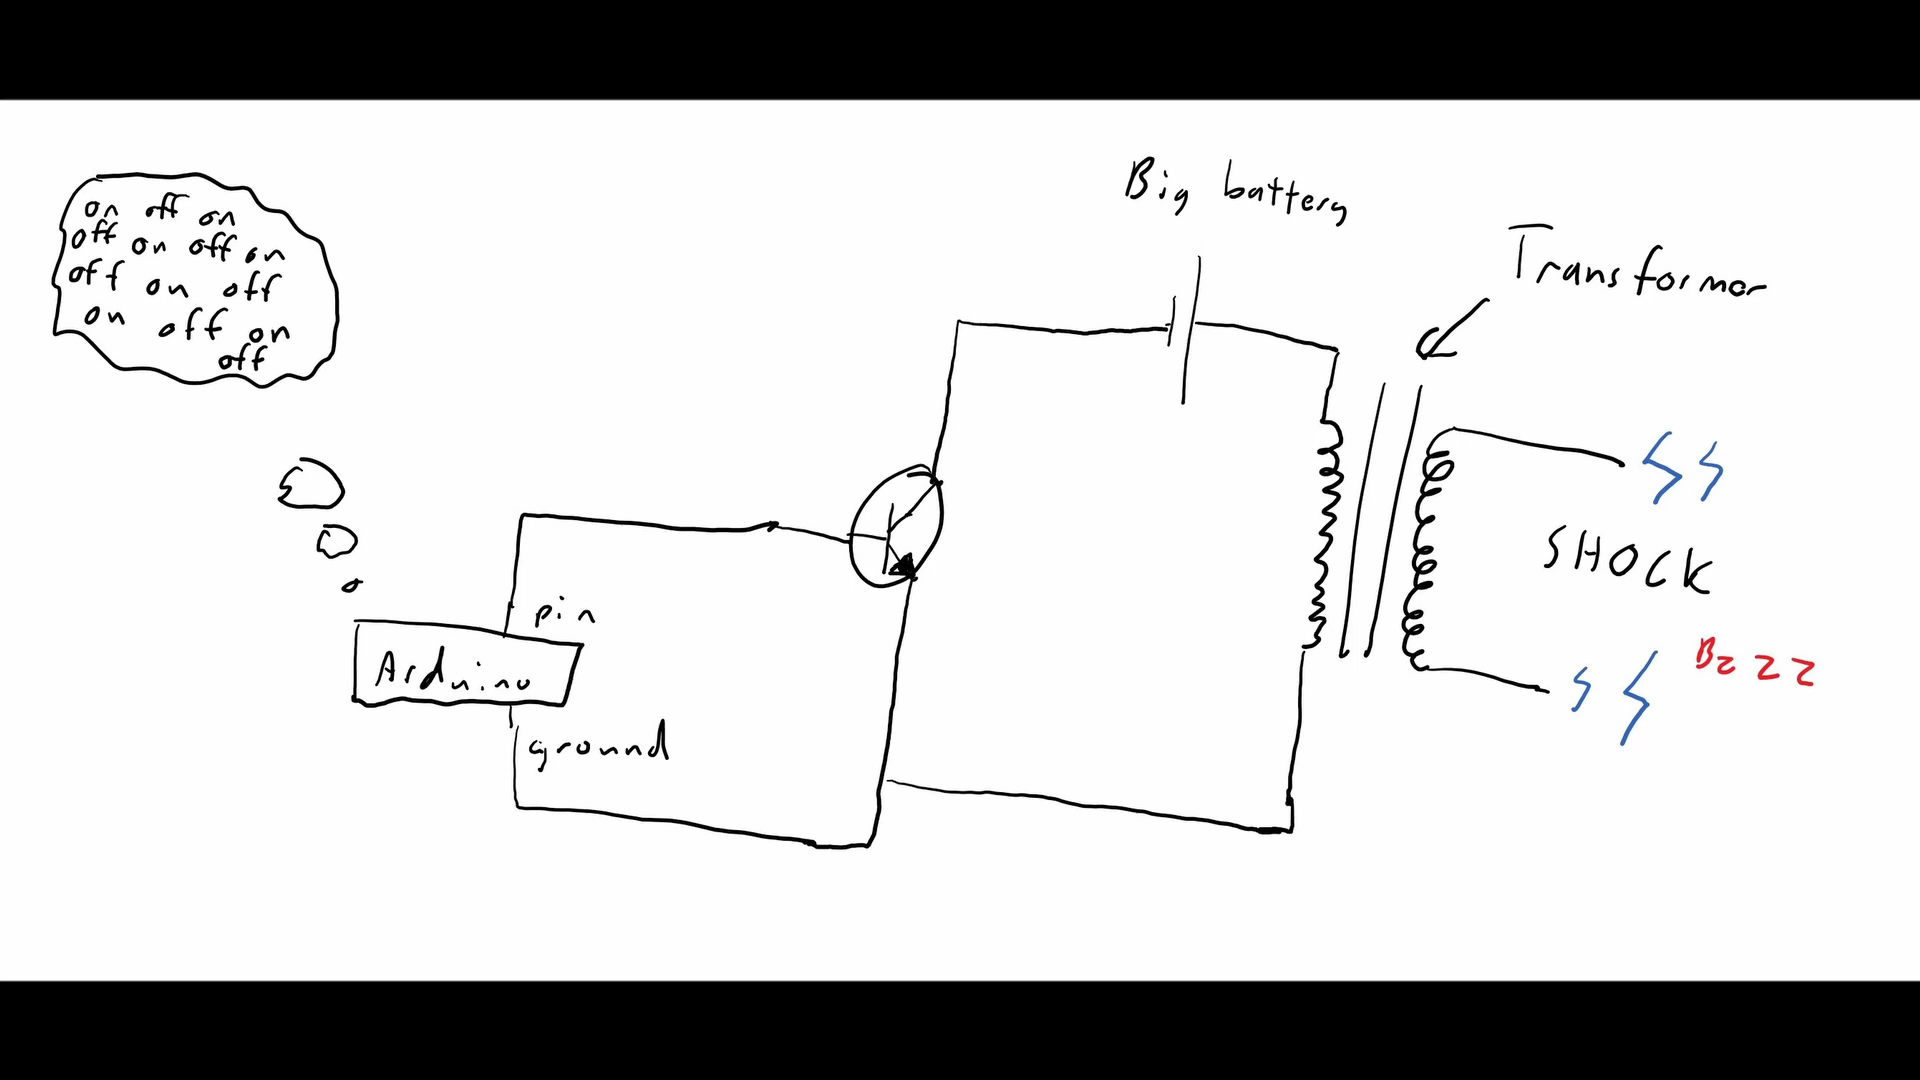 on off on
off on off on
off on off
on off on
off
Big battery
Transformer
pin
Arduino
ground
SHOCK
Bzzz